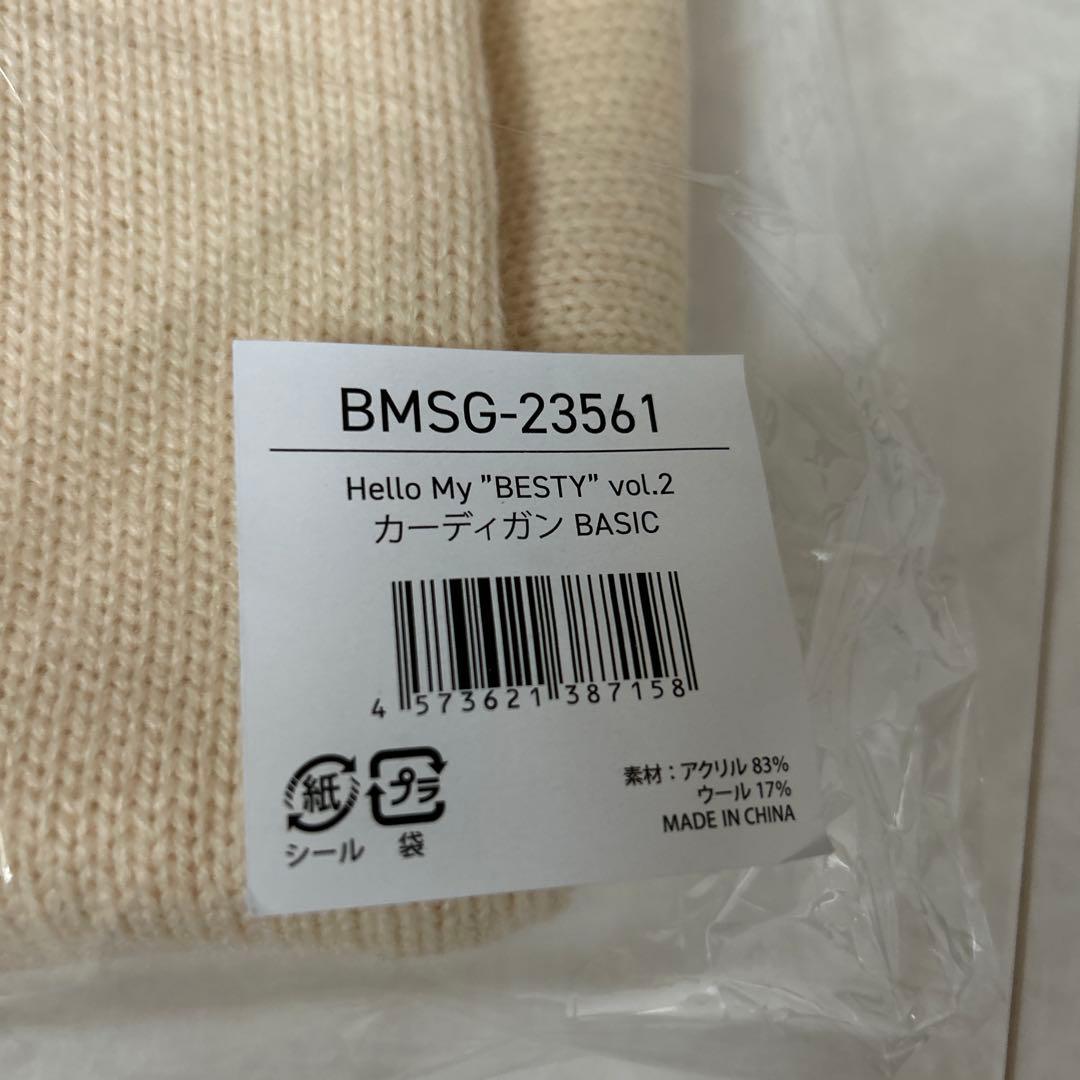 BMSG-23561
Hello My ”BESTY” vol.2
カーディガン BASIC
4 573621 387158
紙 プラ
シール 袋
素材：アクリル 83%
ウール 17%
MADE IN CHINA